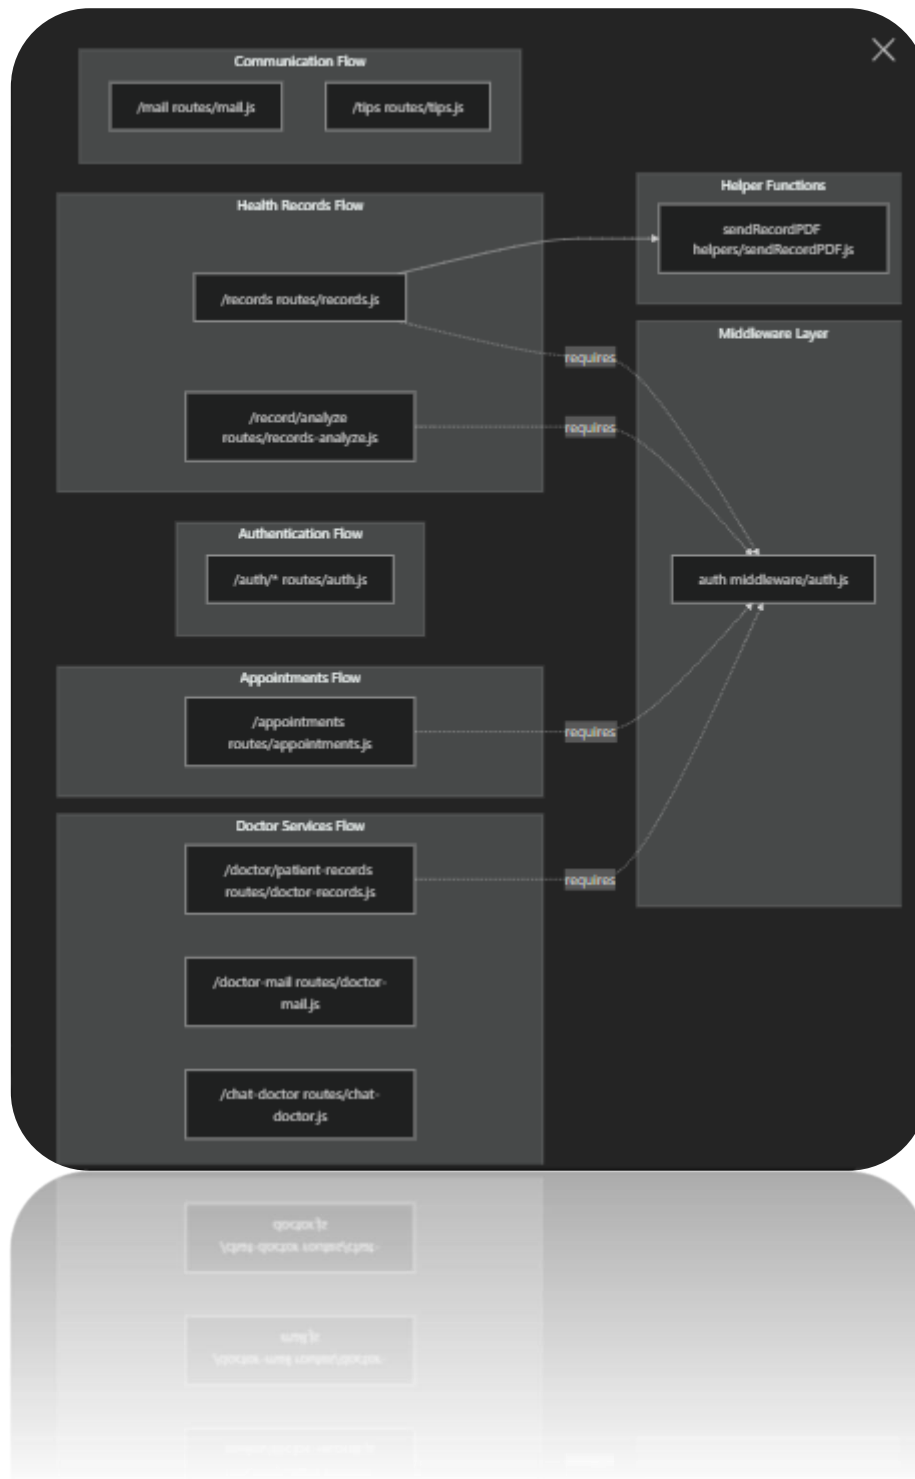 Communication Flow
/mail routes/mail.js
/tips routes/tips.js
Health Records Flow
/records routes/records.js
/record/analyze
routes/records-analyze.js
Authentication Flow
/auth/* routes/auth.js
Appointments Flow
/appointments
routes/appointments.js
Doctor Services Flow
/doctor/patient-records
routes/doctor-records.js
/doctor-mail routes/doctor-
mail.js
/chat-doctor routes/chat-
doctor.js
requires
requires
requires
requires
Helper Functions
sendRecordPDF
helpers/sendRecordPDF.js
Middleware Layer
auth middleware/auth.js